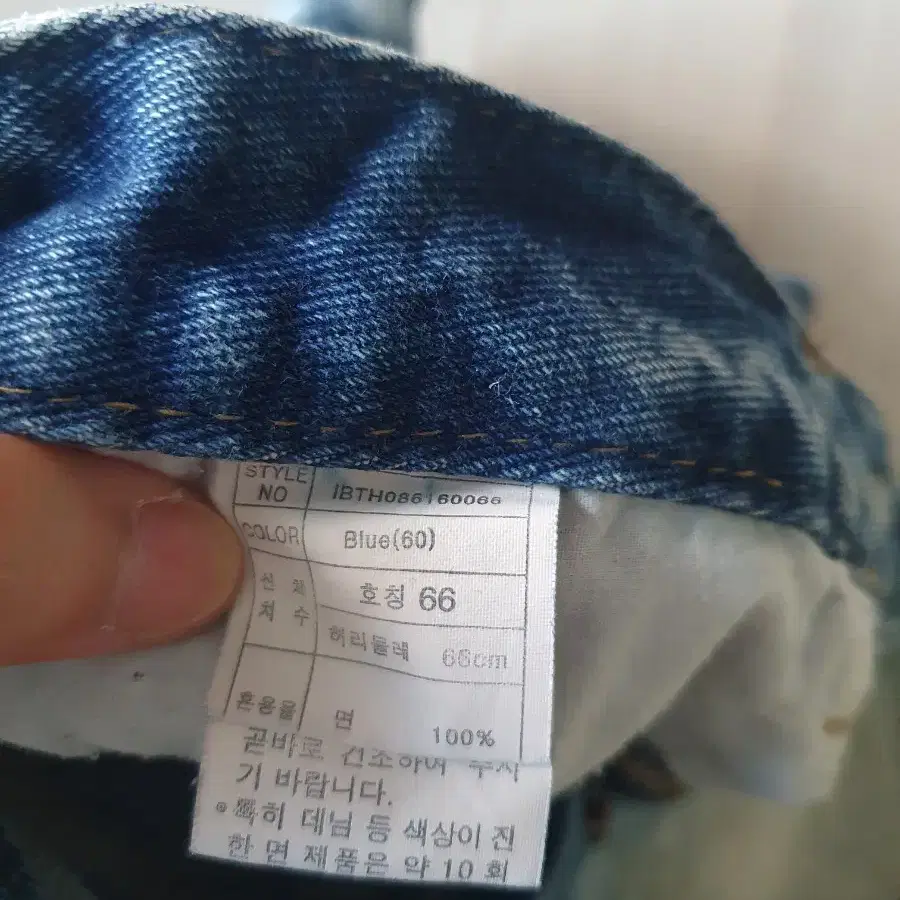 STYLE NO IBTH086160066
COLOR Blue(60)
신체 치수 호칭 66
허리둘레 66cm
혼용율 면 100%
곧바로 건조하여 주시
기 바랍니다.
*특히 데님 등 색상이 진
한 면 제품은 약 10회